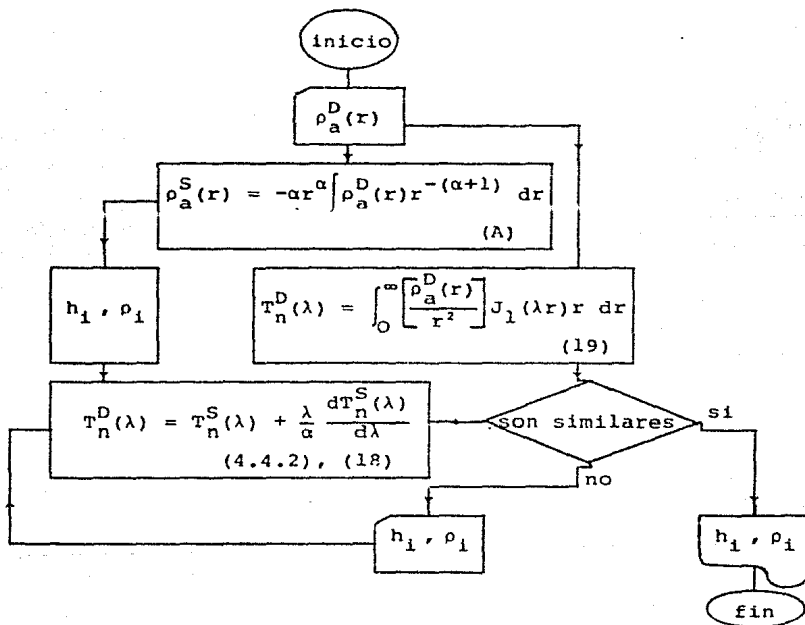 inicio
ρ_a^D(r)
ρ_a^S(r) = -αr^α ∫ ρ_a^D(r) r^-(α+1) dr
(A)
h_i , ρ_i
T_n^D(λ) = ∫_0^∞ [ρ_a^D(r) / r^2] J_1(λr) r dr
(19)
T_n^D(λ) = T_n^S(λ) + λ/α dT_n^S(λ)/dλ
(4.4.2), (18)
son similares
si
no
h_i , ρ_i
h_i , ρ_i
fin